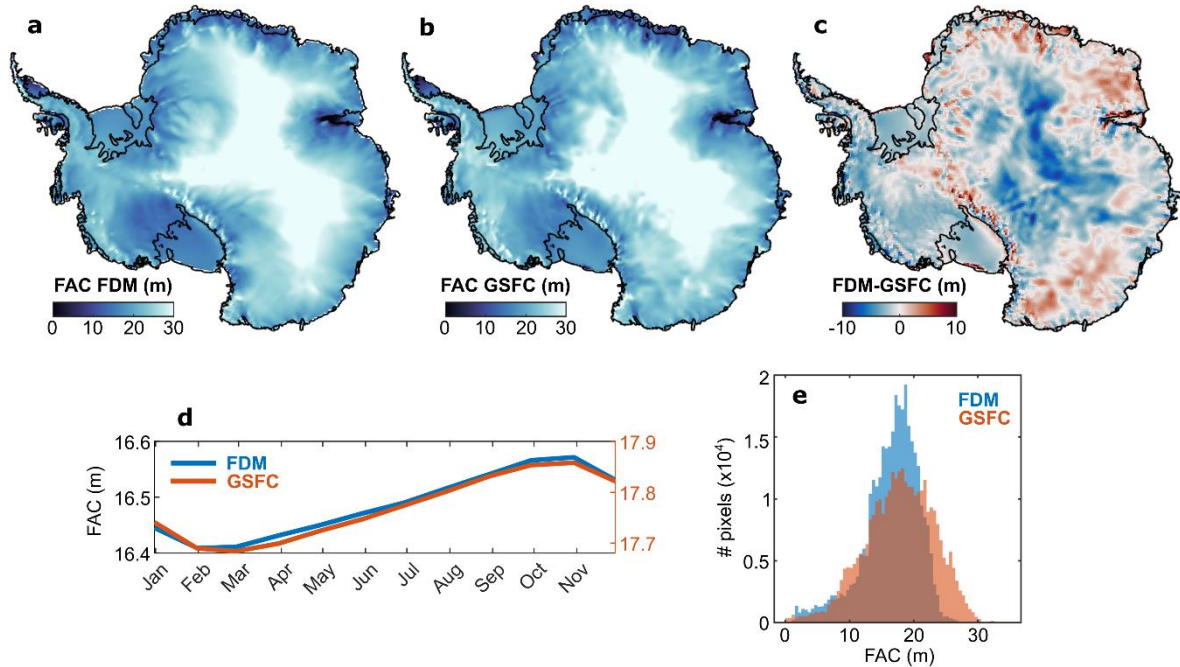 a
b
c
FAC FDM (m)
0 10 20 30
FAC GSFC (m)
0 10 20 30
FDM-GSFC (m)
-10 0 10
d
16.6
16.5
16.4
FAC (m)
FDM
GSFC
17.9
17.8
17.7
Jan Feb Mar Apr May Jun Jul Aug Sep Oct Nov
e
FDM
GSFC
2
1.5
1
0.5
0
# pixels (x10⁴)
0 10 20 30
FAC (m)